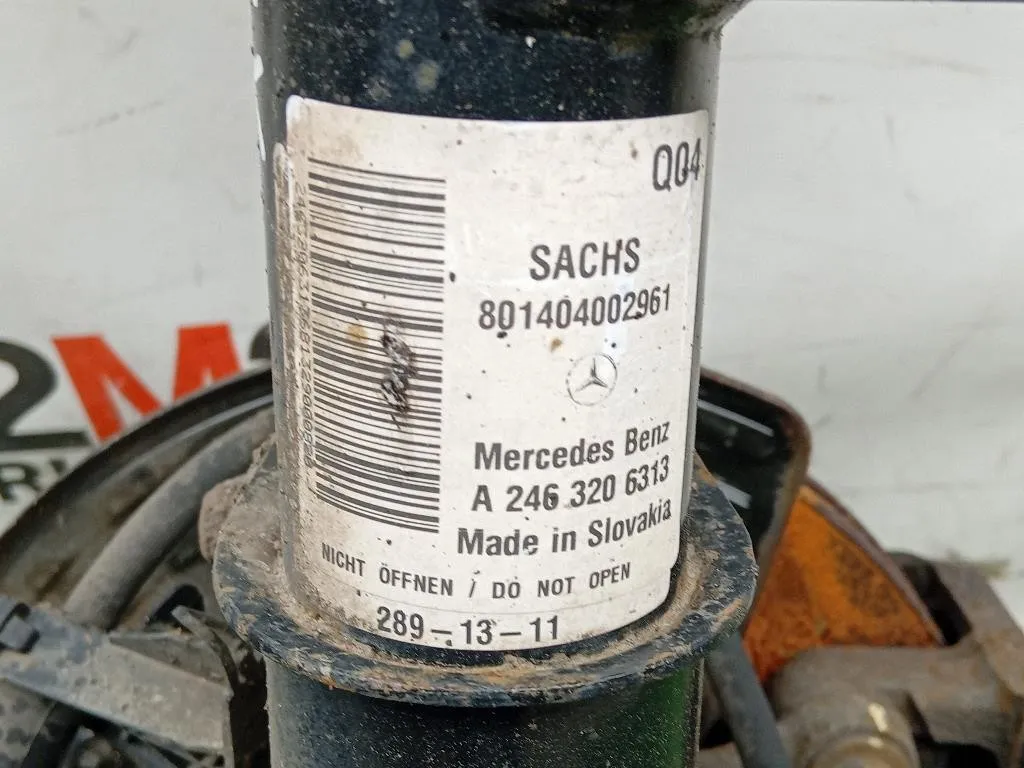 Q04
SACHS
801404002961
Mercedes Benz
A 246 320 6313
Made in Slovakia
NICHT ÖFFNEN / DO NOT OPEN
289-13-11
2M